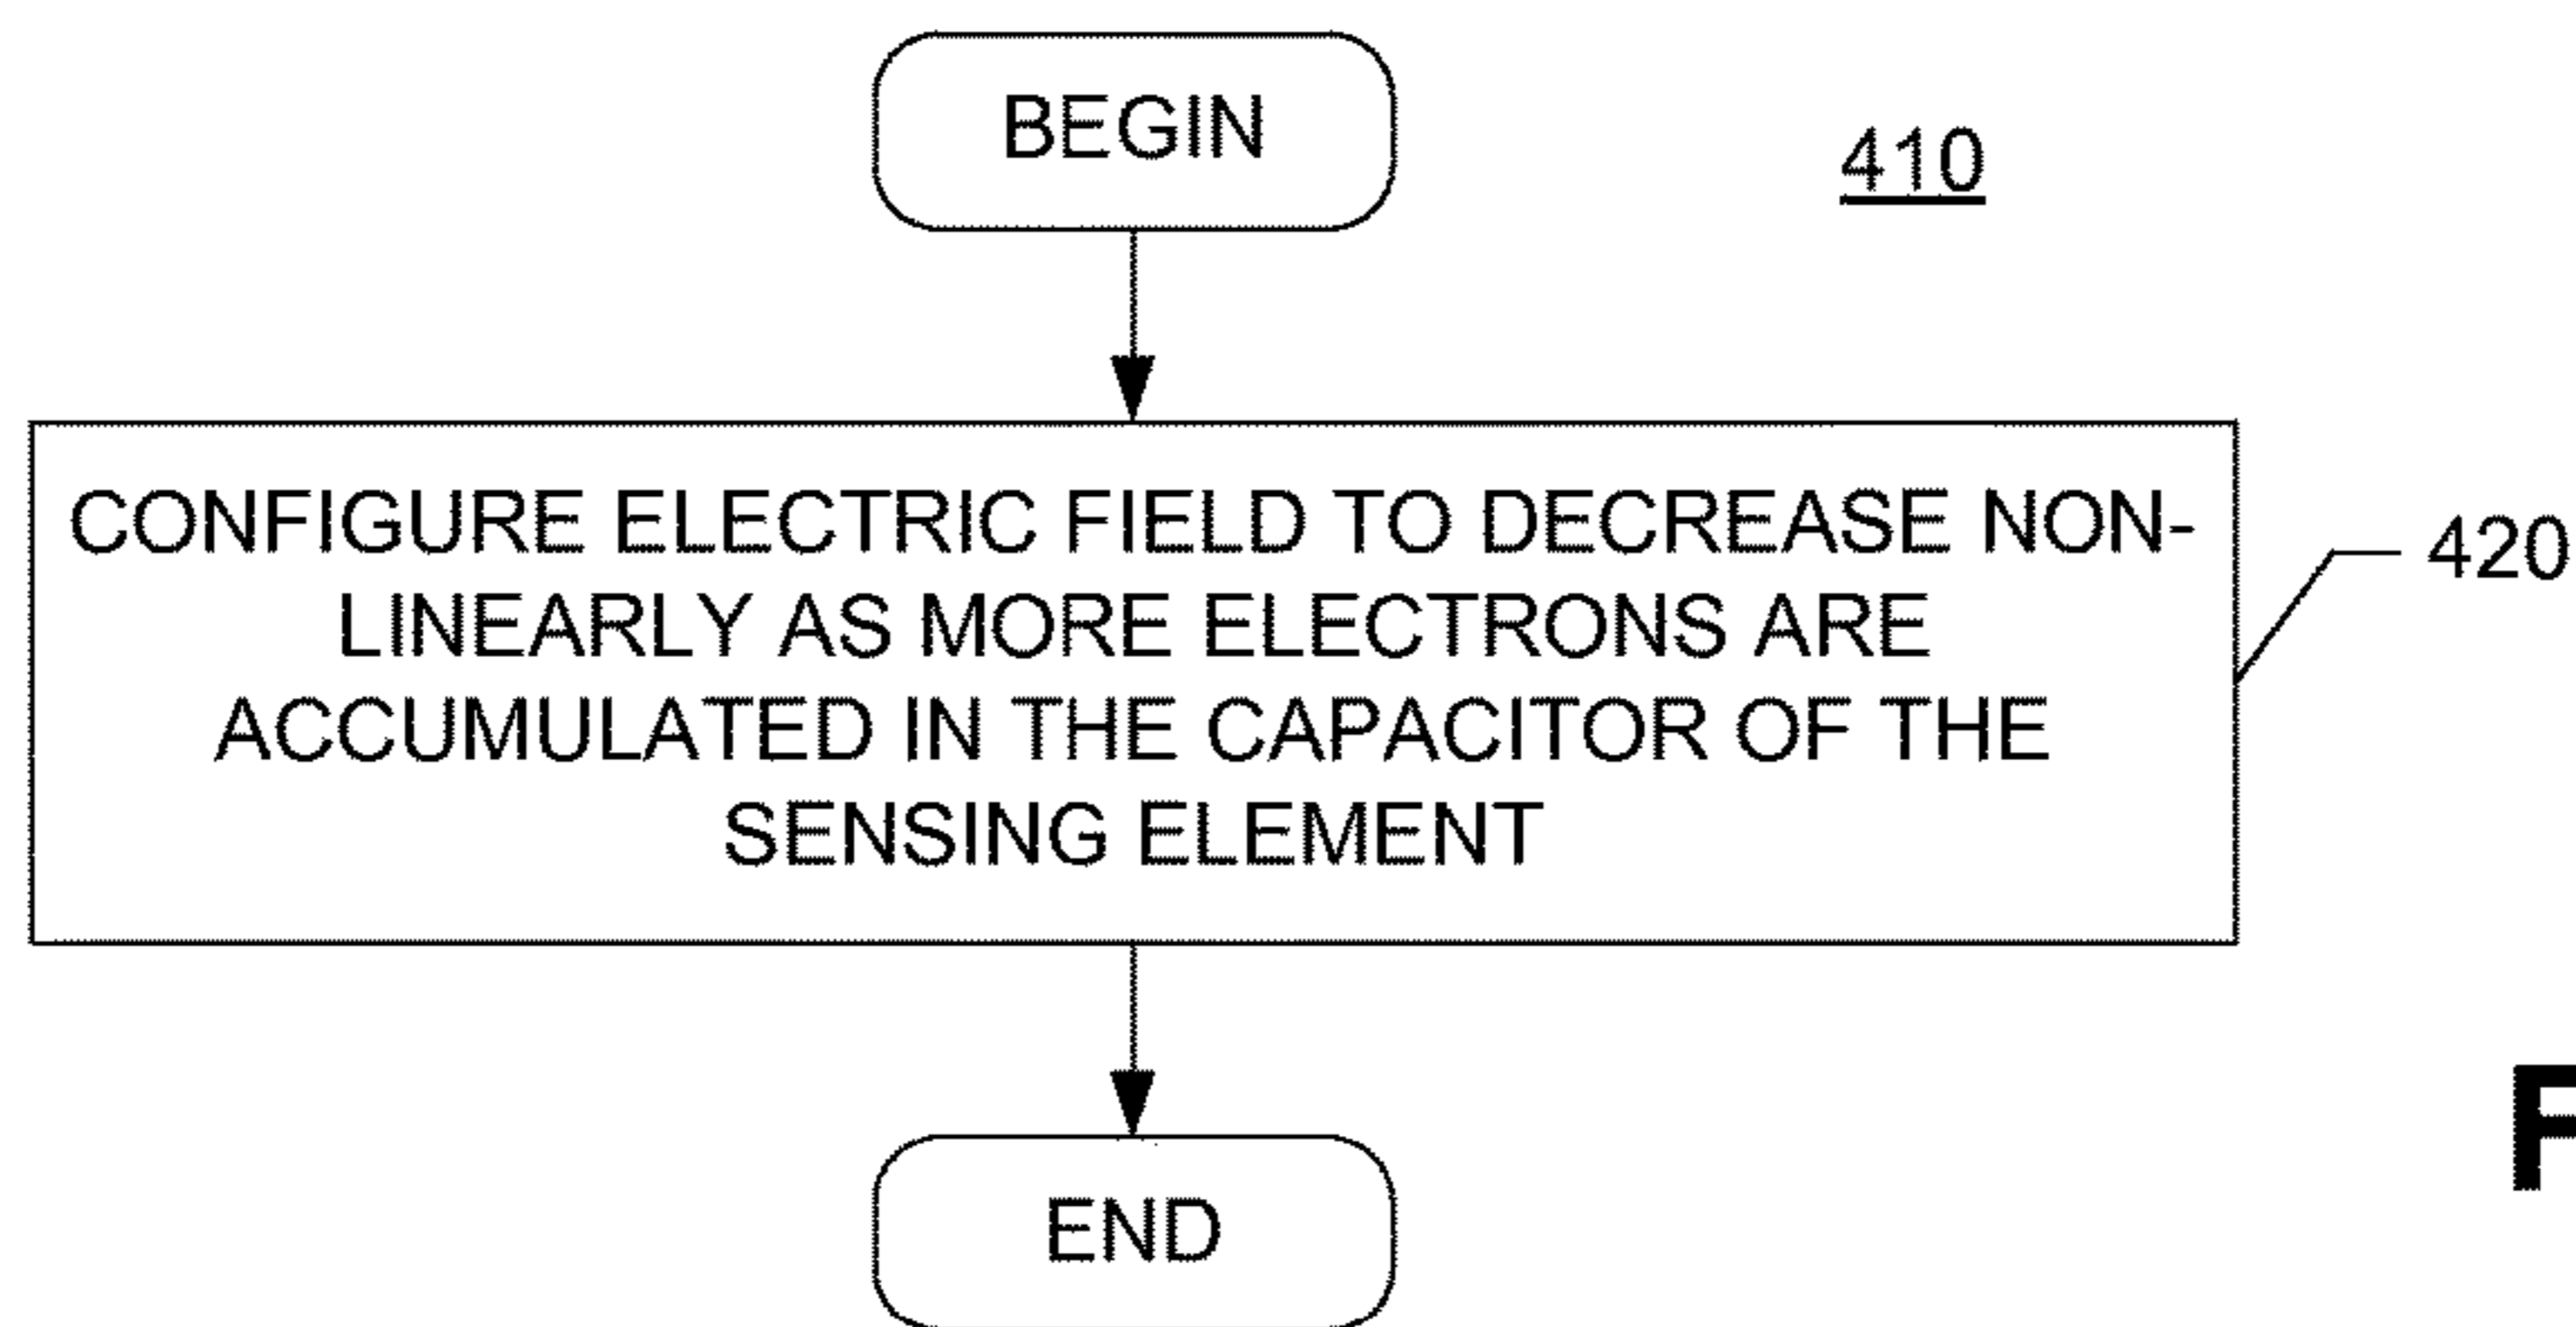 BEGIN
410
CONFIGURE ELECTRIC FIELD TO DECREASE NON-
LINEARLY AS MORE ELECTRONS ARE
ACCUMULATED IN THE CAPACITOR OF THE
SENSING ELEMENT
420
F
END